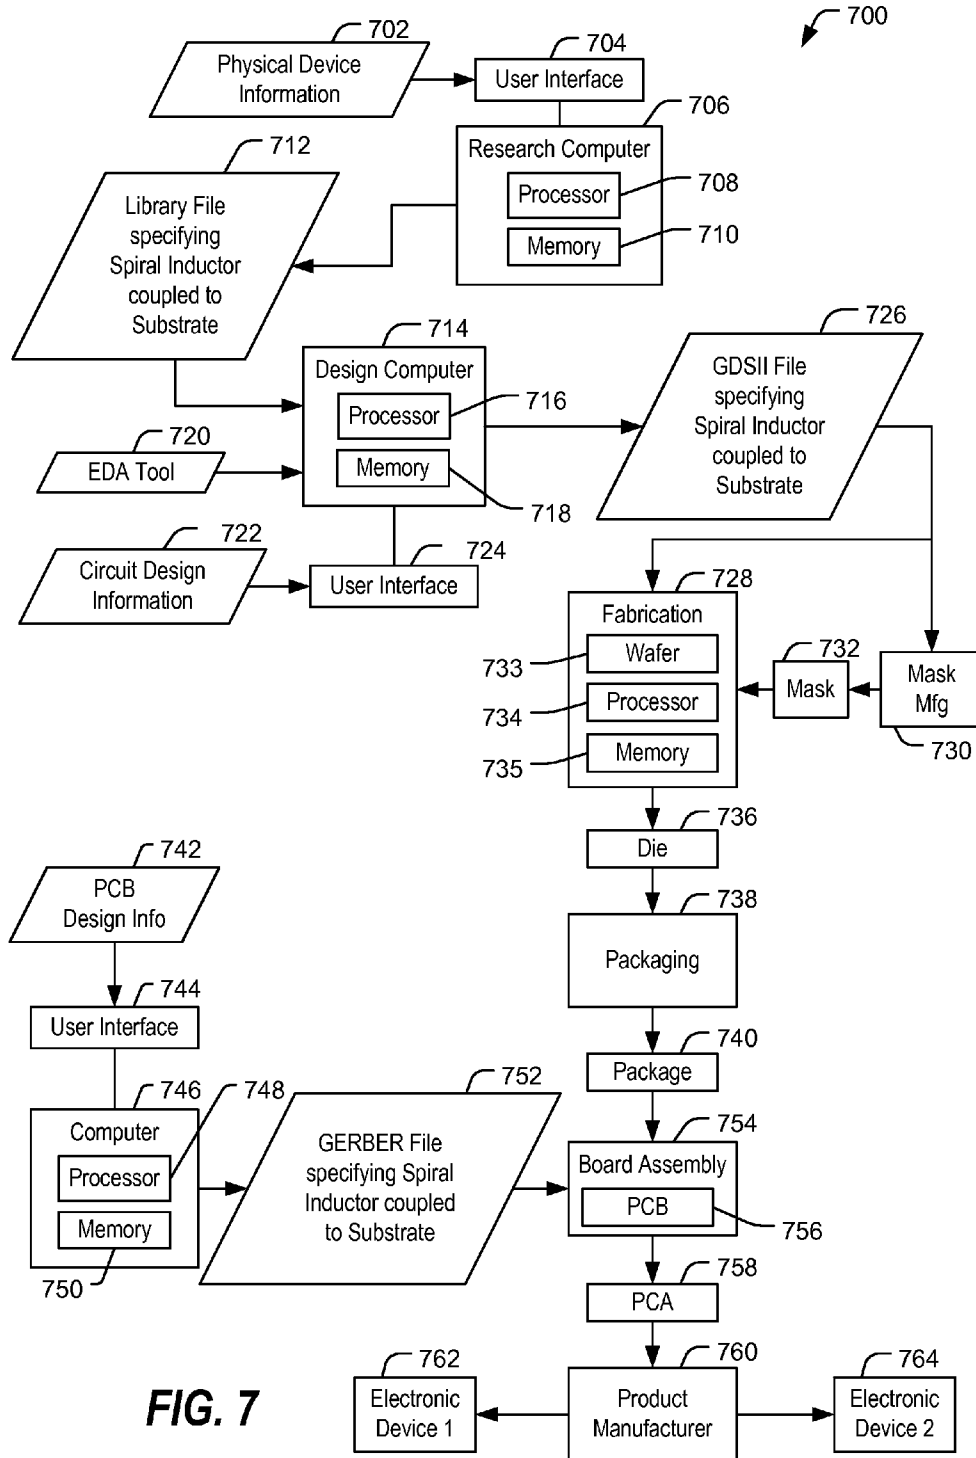 700
702
Physical Device
Information
704
User Interface
706
Research Computer
Processor
708
Memory
710
712
Library File
specifying
Spiral Inductor
coupled to
Substrate
714
Design Computer
Processor
716
Memory
718
720
EDA Tool
722
Circuit Design
Information
724
User Interface
726
GDSII File
specifying
Spiral Inductor
coupled to
Substrate
728
Fabrication
733
Wafer
734
Processor
735
Memory
732
Mask
Mask
Mfg
730
736
Die
738
Packaging
740
Package
742
PCB
Design Info
744
User Interface
746
Computer
748
Processor
Memory
750
752
GERBER File
specifying Spiral
Inductor coupled
to Substrate
754
Board Assembly
PCB
756
758
PCA
760
Product
Manufacturer
762
Electronic
Device 1
764
Electronic
Device 2
FIG. 7